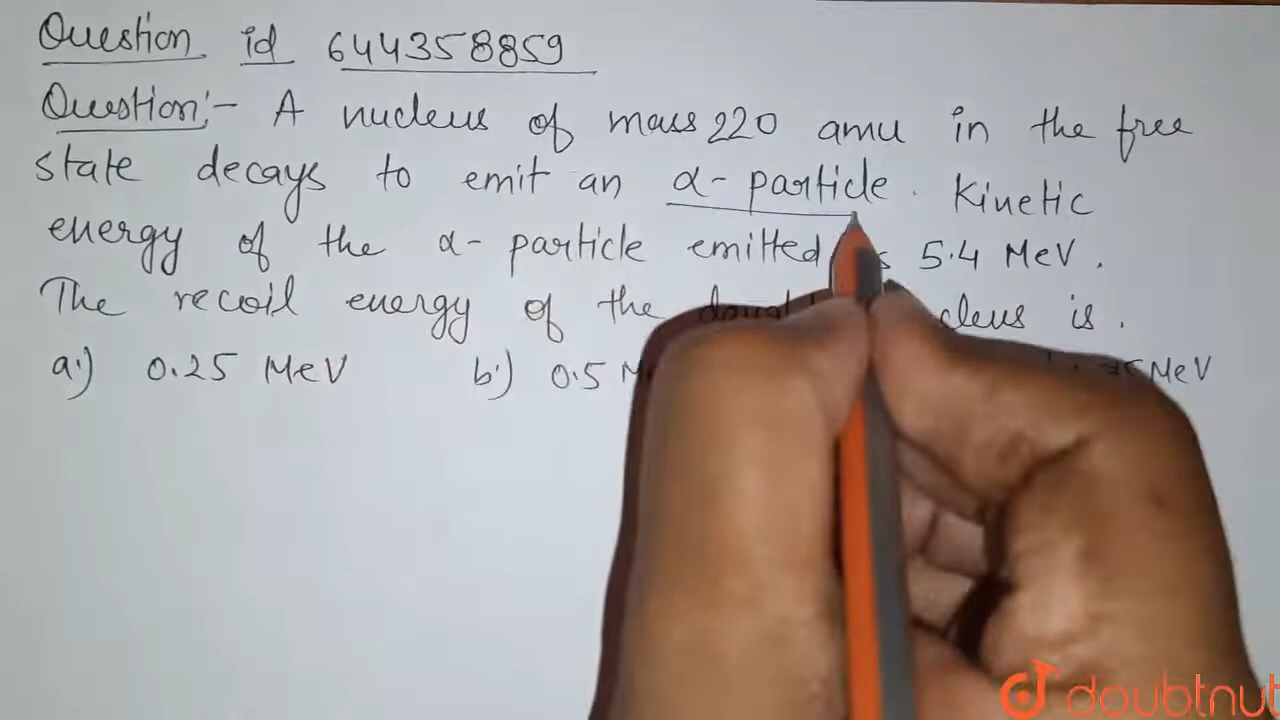 Question id 644358859
Question:- A nucleus of mass 220 amu in the free
state decays to emit an α-particle. Kinetic
energy of the α-particle emitted 5.4 MeV.
The recoil energy of the is.
a.) 0.25 MeV b.) 0.5 MeV
doubtnut